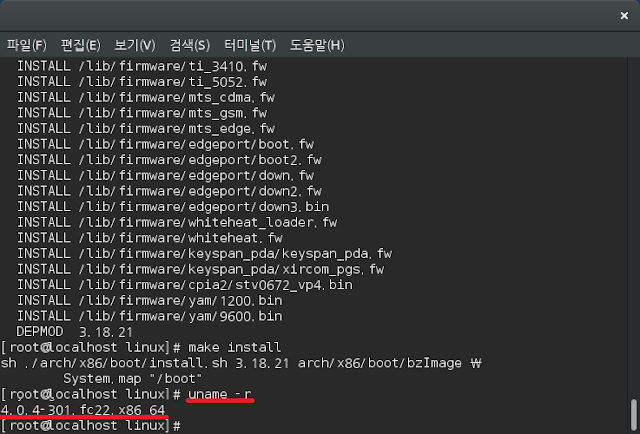 ×
파일(F) 편집(E) 보기(V) 검색(S) 터미널(T) 도움말(H)
INSTALL /lib/firmware/ti_3410.fw
INSTALL /lib/firmware/ti_5052.fw
INSTALL /lib/firmware/mts_cdma.fw
INSTALL /lib/firmware/mts_gsm.fw
INSTALL /lib/firmware/mts_edge.fw
INSTALL /lib/firmware/edgeport/boot.fw
INSTALL /lib/firmware/edgeport/boot2.fw
INSTALL /lib/firmware/edgeport/down.fw
INSTALL /lib/firmware/edgeport/down2.fw
INSTALL /lib/firmware/edgeport/down3.bin
INSTALL /lib/firmware/whiteheat_loader.fw
INSTALL /lib/firmware/whiteheat.fw
INSTALL /lib/firmware/keyspan_pda/keyspan_pda.fw
INSTALL /lib/firmware/keyspan_pda/xircom_pgs.fw
INSTALL /lib/firmware/cpia2/stv0672_vp4.bin
INSTALL /lib/firmware/yam/1200.bin
INSTALL /lib/firmware/yam/9600.bin
DEPMOD 3.18.21
[root@localhost linux]# make install
sh ./arch/x86/boot/install.sh 3.18.21 arch/x86/boot/bzImage ₩
System.map "/boot"
[root@localhost linux]# uname -r
4.0.4-301.fc22.x86_64
[root@localhost linux]#